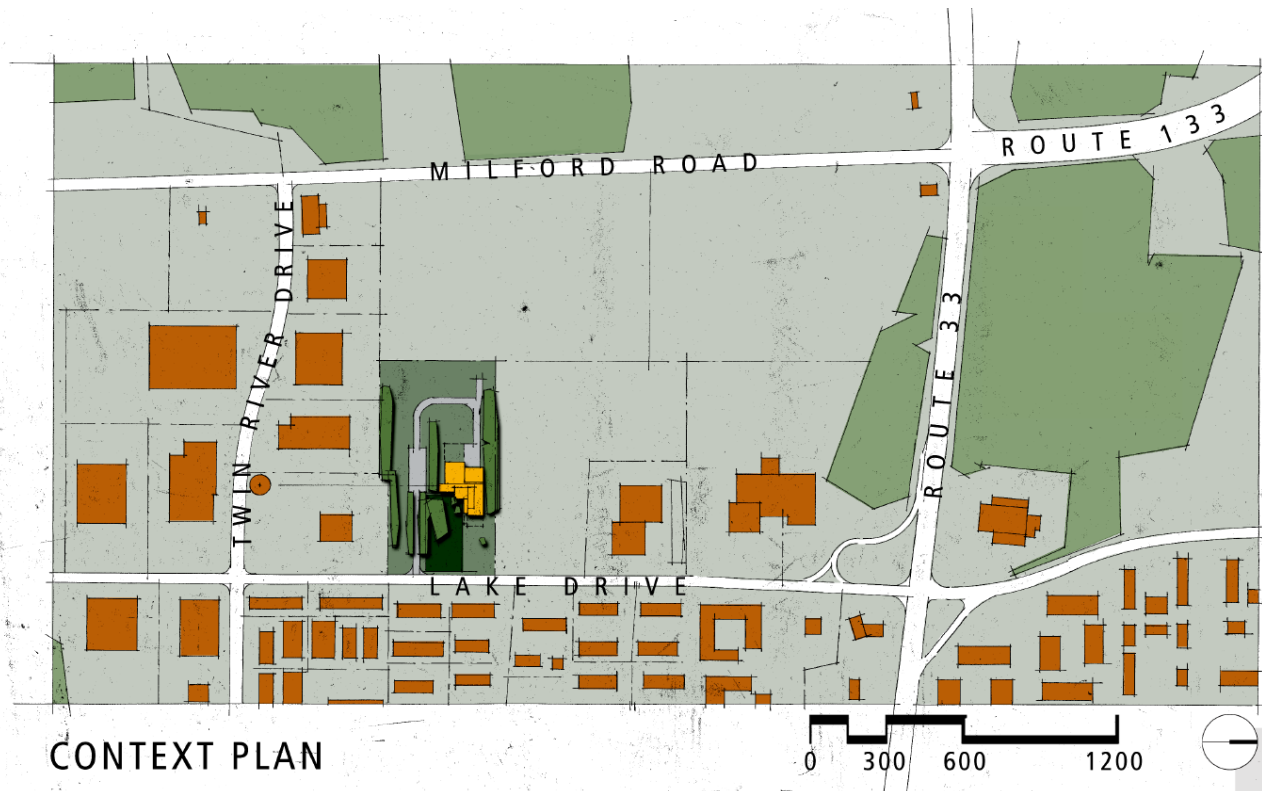 MILFORD ROAD
ROUTE 133
TWIN RIVER DRIVE
ROUTE 33
LAKE DRIVE
CONTEXT PLAN
0 300 600 1200